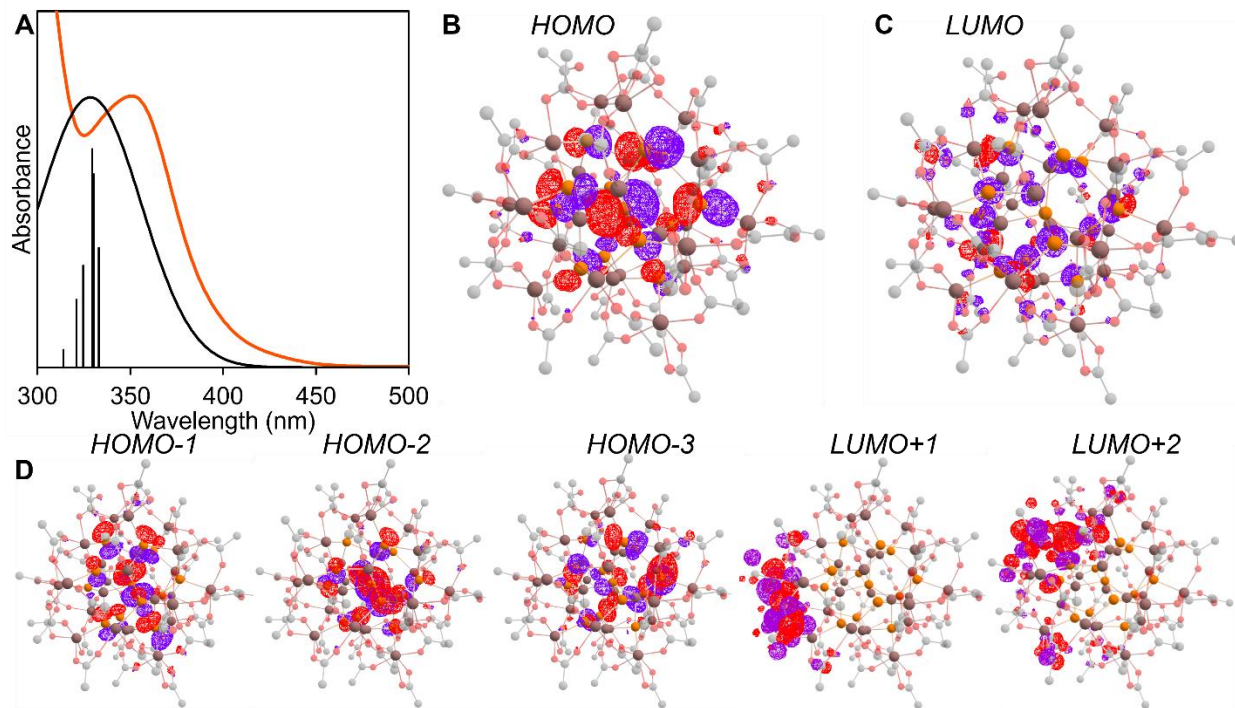 A
B
HOMO
C
LUMO
Absorbance
300
350
400
450
500
Wavelength (nm)
D
HOMO-1
HOMO-2
HOMO-3
LUMO+1
LUMO+2